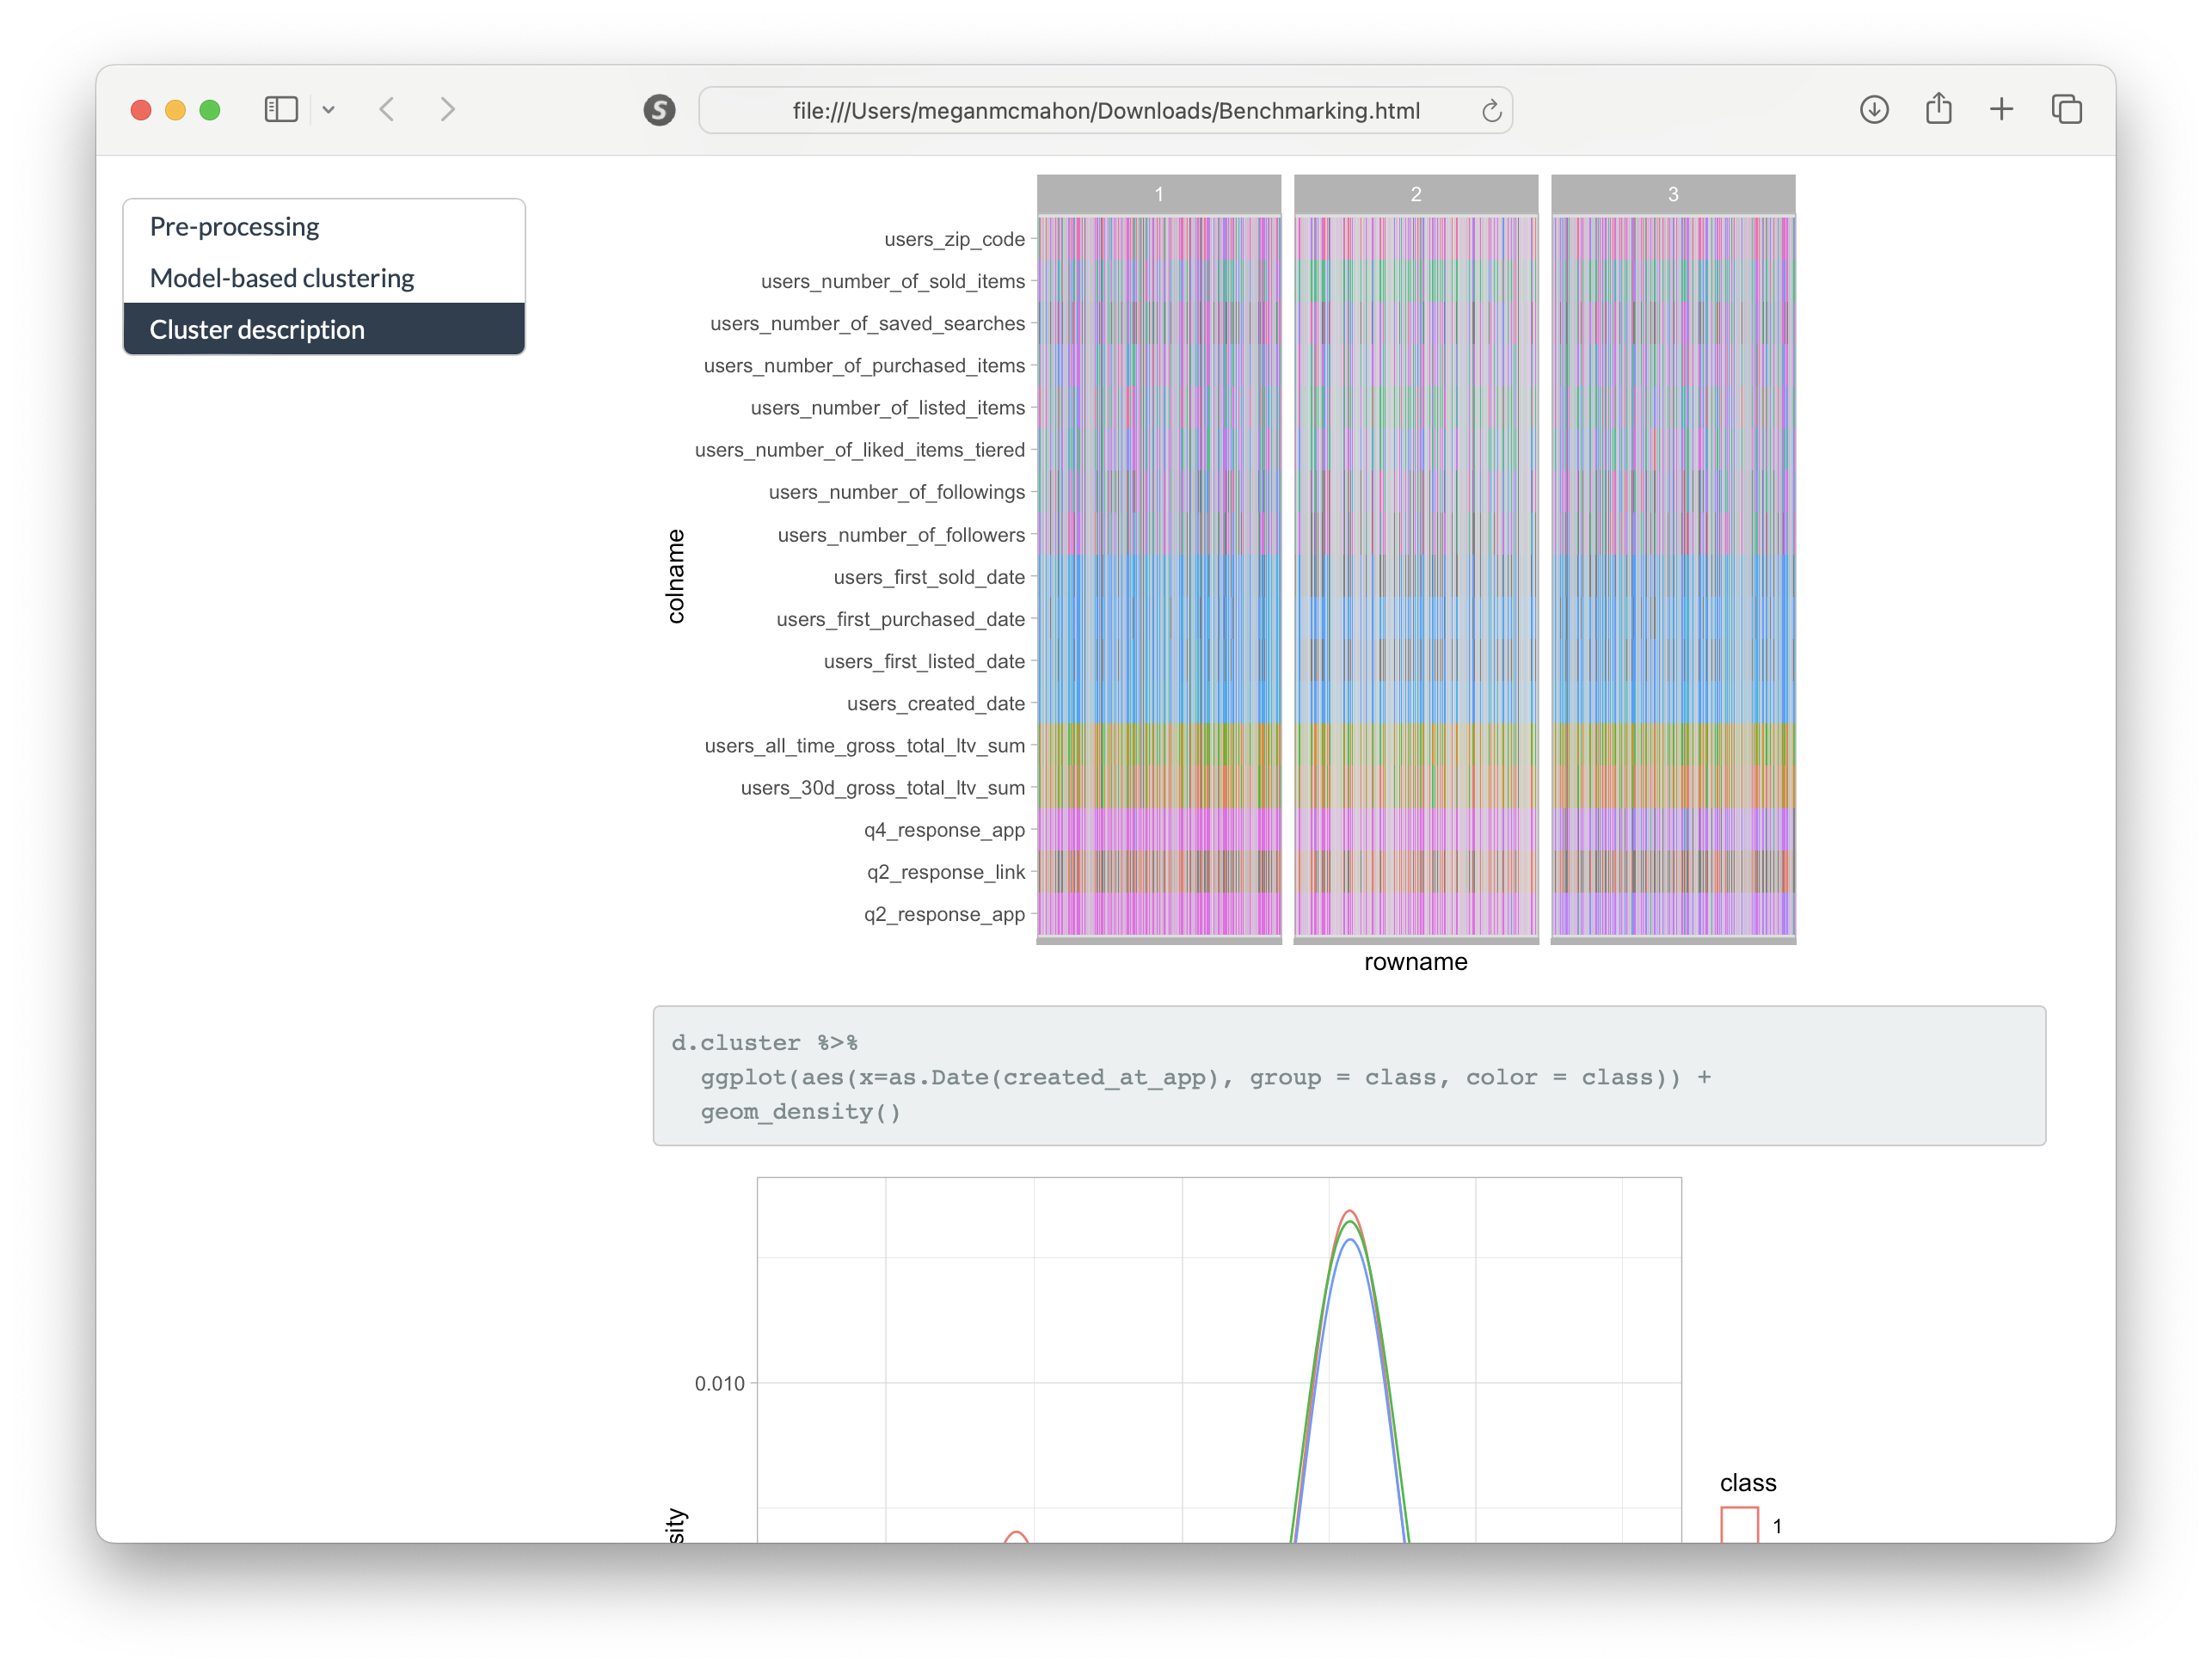 file:///Users/meganmcmahon/Downloads/Benchmarking.html
Pre-processing
Model-based clustering
Cluster description
1 2 3
users_zip_code
users_number_of_sold_items
users_number_of_saved_searches
users_number_of_purchased_items
users_number_of_listed_items
users_number_of_liked_items_tiered
users_number_of_followings
users_number_of_followers
users_first_sold_date
users_first_purchased_date
users_first_listed_date
users_created_date
users_all_time_gross_total_ltv_sum
users_30d_gross_total_ltv_sum
q4_response_app
q2_response_link
q2_response_app
colname
rowname
d.cluster %>%
  ggplot(aes(x=as.Date(created_at_app), group = class, color = class)) +
  geom_density()
0.010
sity
class
1